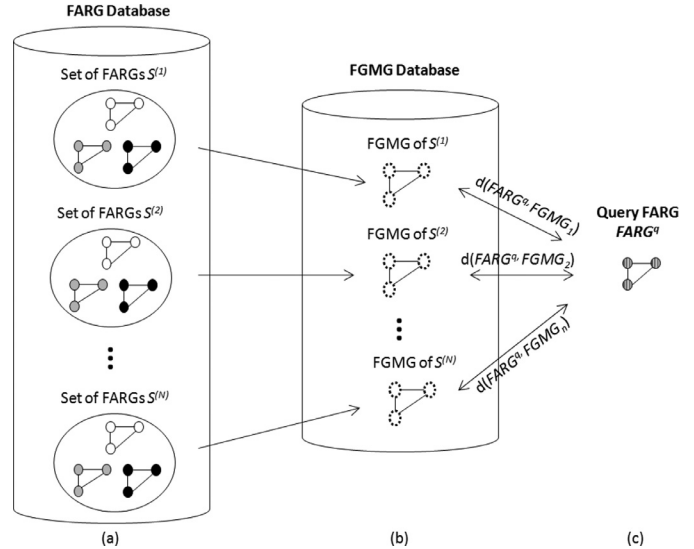 FARG Database
Set of FARGs S(1)
Set of FARGs S(2)
Set of FARGs S(N)
(a)
FGMG Database
FGMG of S(1)
FGMG of S(2)
FGMG of S(N)
(b)
d(FARGq, FGMG1)
d(FARGq, FGMG2)
d(FARGq, FGMGn)
Query FARG
FARGq
(c)